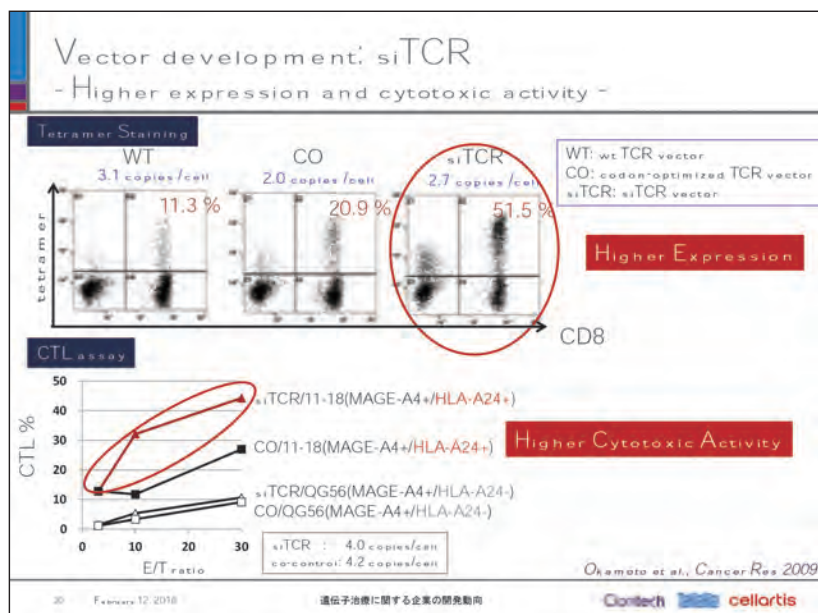 Vector development: siTCR
- Higher expression and cytotoxic activity -
Tetramer Staining
WT
3.1 copies/cell
11.3 %
CO
2.0 copies/cell
20.9 %
siTCR
2.7 copies/cell
51.5 %
WT: wt TCR vector
CO: codon-optimized TCR vector
siTCR: siTCR vector
tetramer
CD8
Higher Expression
CTL assay
CTL %
50
40
30
20
10
0
0 10 20 30
E/T ratio
siTCR/11-18(MAGE-A4+/HLA-A24+)
CO/11-18(MAGE-A4+/HLA-A24+)
siTCR/QG56(MAGE-A4+/HLA-A24-)
CO/QG56(MAGE-A4+/HLA-A24-)
Higher Cytotoxic Activity
siTCR : 4.0 copies/cell
co-control: 4.2 copies/cell
Okamoto et al., Cancer Res 2009
20 February 12, 2018 遺伝子治療に関する企業の開発動向
Clontech cellartis